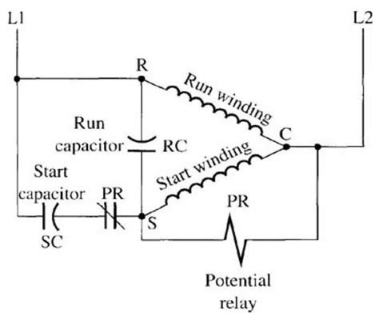 L1
L2
R
Run winding
Run
capacitor
RC
C
Start
capacitor
PR
Start winding
S
PR
SC
Potential
relay